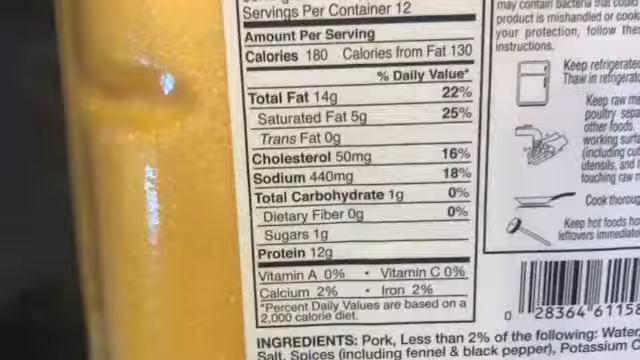 Servings Per Container 12
Amount Per Serving
Calories 180 Calories from Fat 130
% Daily Value*
Total Fat 14g 22%
Saturated Fat 5g 25%
Trans Fat 0g
Cholesterol 50mg 16%
Sodium 440mg 18%
Total Carbohydrate 1g 0%
Dietary Fiber 0g 0%
Sugars 1g
Protein 12g
Vitamin A 0% • Vitamin C 0%
Calcium 2% • Iron 2%
*Percent Daily Values are based on a
2,000 calorie diet.
INGREDIENTS: Pork, Less than 2% of the following: Water,
Salt, Spices (including fennel & black pepper), Potassium
may contain bacteria that could
product is mishandled or cook
your protection, follow thes
instructions.
Keep refrigerated
Thaw in refrigerat
Keep raw me
poultry sepa
other foods.
working surfa
(including cut
utensils, and
touching raw m
Cook thoroug
Keep hot foods ho
leftovers immediate
0 28364 6115